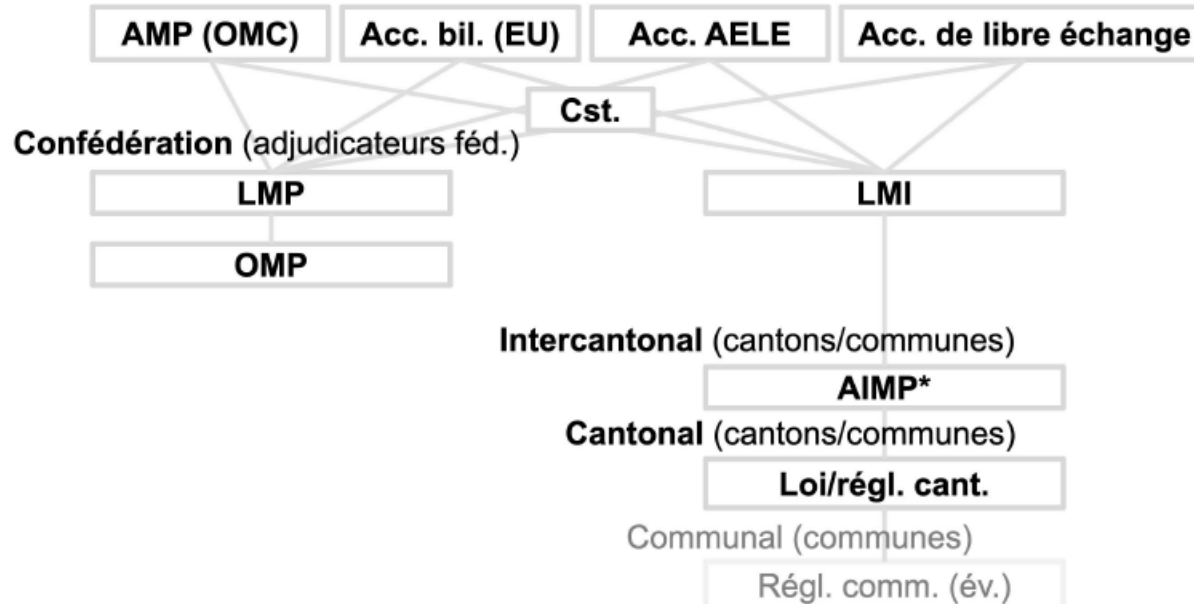 AMP (OMC) Acc. bil. (EU) Acc. AELE Acc. de libre échange
Cst.
Confédération (adjudicateurs féd.)
LMP LMI
OMP
Intercantonal (cantons/communes)
AIMP*
Cantonal (cantons/communes)
Loi/régl. cant.
Communal (communes)
Régl. comm. (év.)